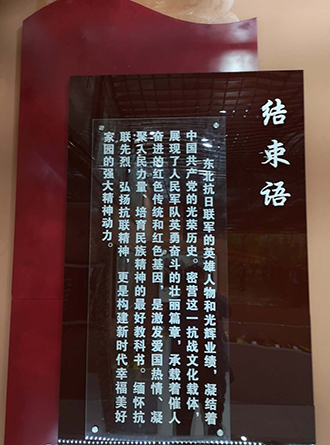 结束语
东北抗日联军的英雄人物和光辉业绩，凝结着
中国共产党的光荣历史。密营这一抗战文化载体，
展现了人民军队英勇奋斗的壮丽篇章，承载着催人
奋进的红色传统和红色基因，是激发爱国热情、凝
聚人民力量、培育民族精神的最好教科书。缅怀抗
联先烈，弘扬抗联精神，更是构建新时代幸福美好
家园的强大精神动力。